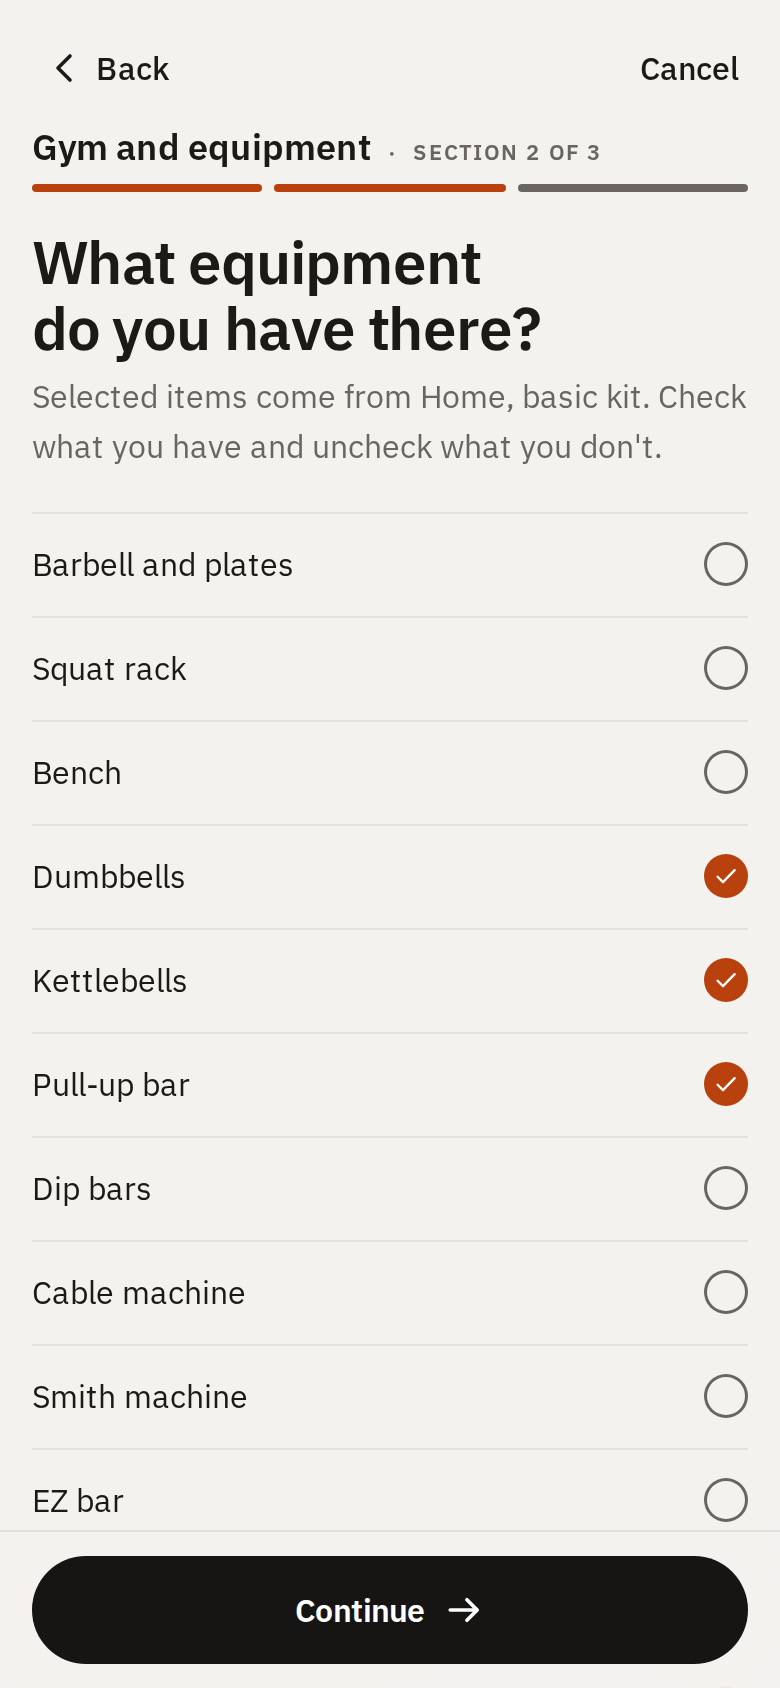 Back
Cancel
Gym and equipment · SECTION 2 OF 3
What equipment
do you have there?
Selected items come from Home, basic kit. Check
what you have and uncheck what you don't.
Barbell and plates
Squat rack
Bench
Dumbbells
Kettlebells
Pull-up bar
Dip bars
Cable machine
Smith machine
EZ bar
Continue